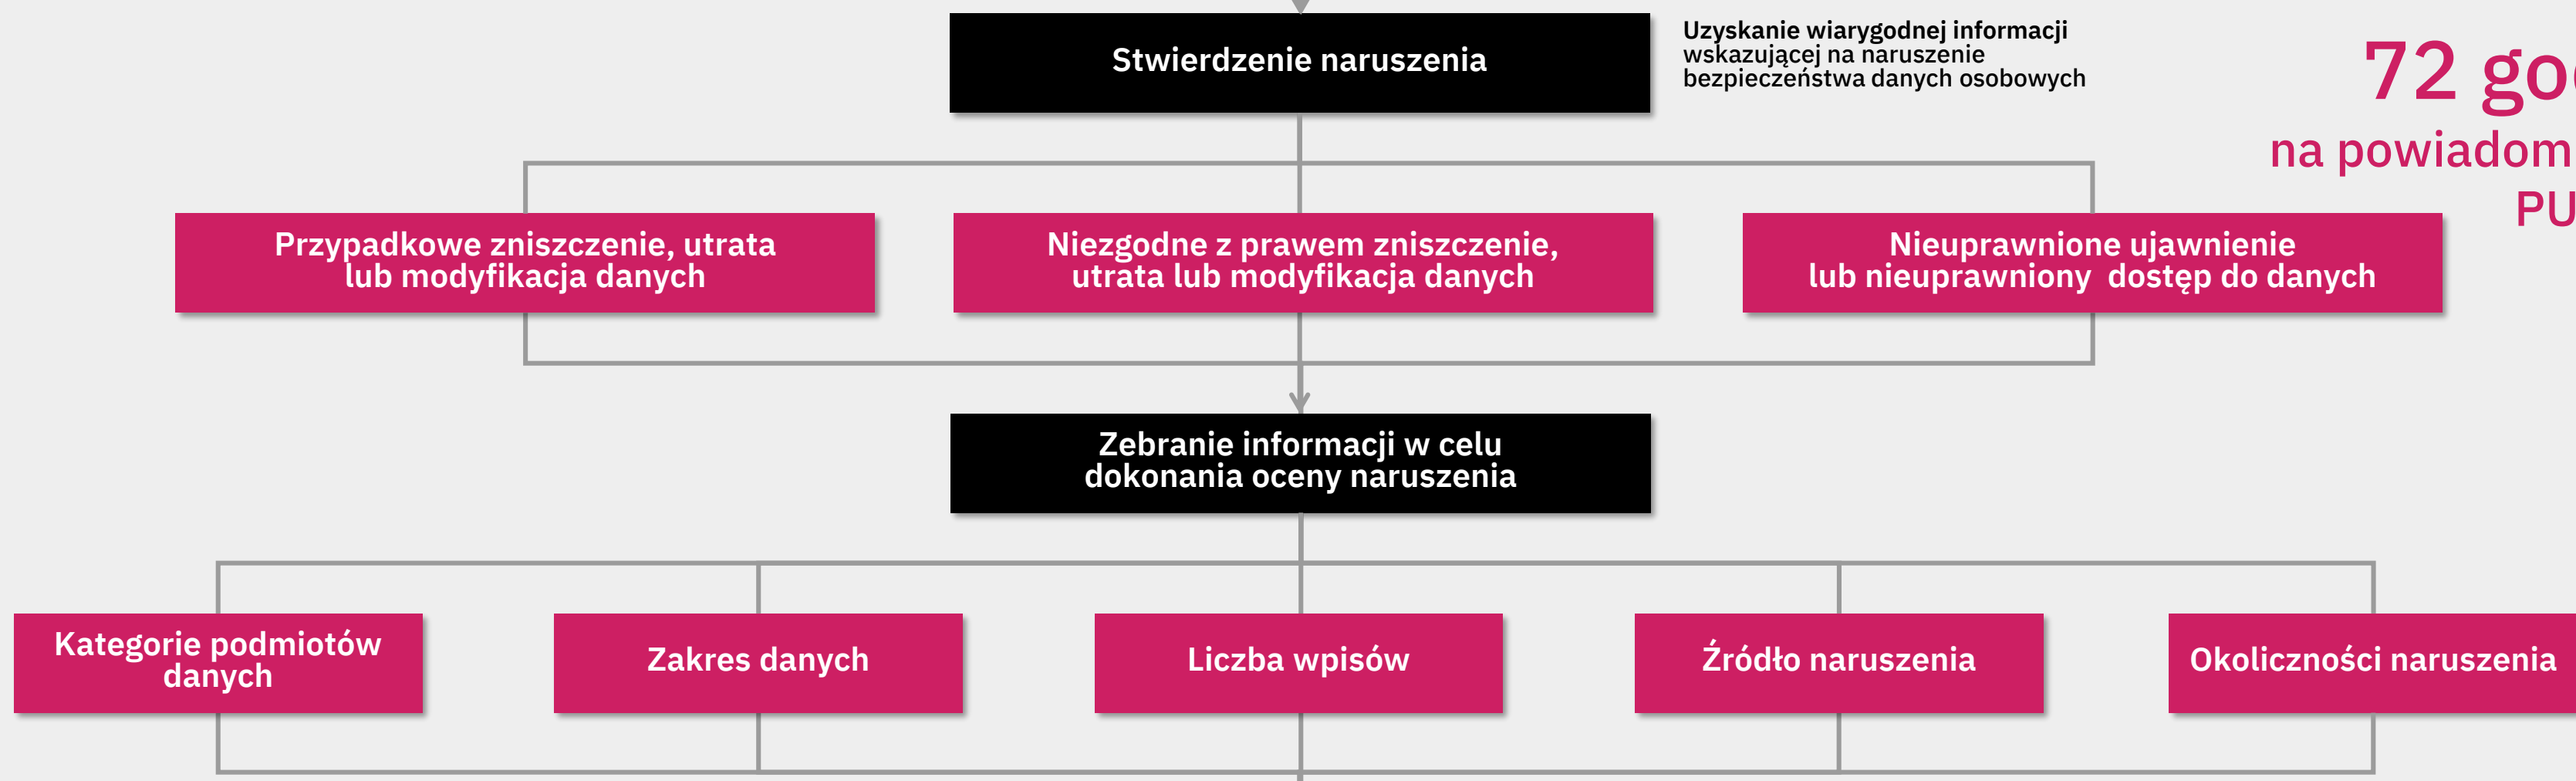 Stwierdzenie naruszenia
Uzyskanie wiarygodnej informacji
wskazującej na naruszenie
bezpieczeństwa danych osobowych
72
na
Przypadkowe zniszczenie, utrata
lub modyfikacja danych
Niezgodne z prawem zniszczenie,
utrata lub modyfikacja danych
Nieuprawnione ujawnienie
lub nieuprawniony dostęp do danych
Zebranie informacji w celu
dokonania oceny naruszenia
Kategorie podmiotów
danych
Zakres danych
Liczba wpisów
Źródło naruszenia
Okoliczności naruszenia